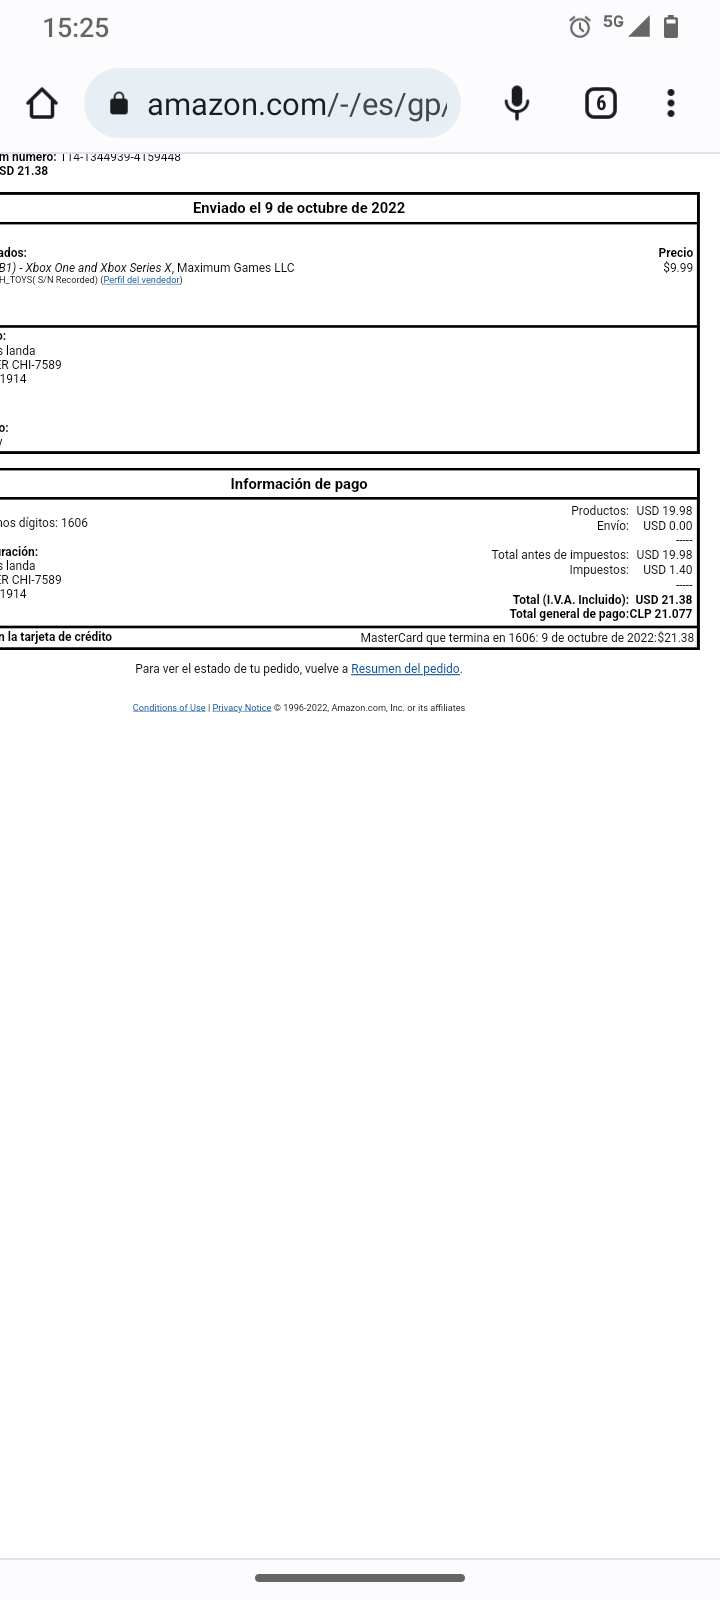 15:25
5G
amazon.com/-/es/gp/
6
m número: 114-1344939-4159448
SD 21.38
Enviado el 9 de octubre de 2022
ados:
Precio
B1) - Xbox One and Xbox Series X, Maximum Games LLC
$9.99
H_TOYS( S/N Recorded) (Perfil del vendedor)
o:
s landa
ER CHI-7589
1914
o:
y
Información de pago
Productos: USD 19.98
nos dígitos: 1606
Envío: USD 0.00
-----
uración:
Total antes de impuestos: USD 19.98
s landa
Impuestos: USD 1.40
ER CHI-7589
-----
1914
Total (I.V.A. Incluido): USD 21.38
Total general de pago:CLP 21.077
n la tarjeta de crédito
MasterCard que termina en 1606: 9 de octubre de 2022:$21.38
Para ver el estado de tu pedido, vuelve a Resumen del pedido.
Conditions of Use | Privacy Notice © 1996-2022, Amazon.com, Inc. or its affiliates